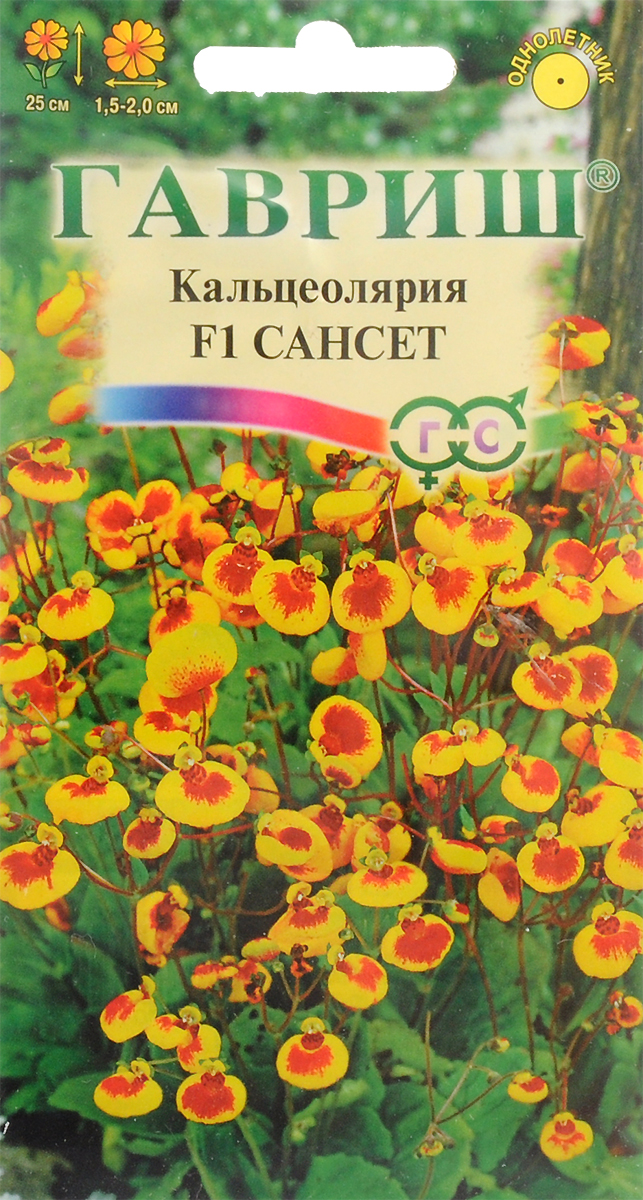 25 см
1,5-2,0 см
ОДНОЛЕТНИК
ГАВРИШ®
Кальцеолярия
F1 САНСЕТ
Г С